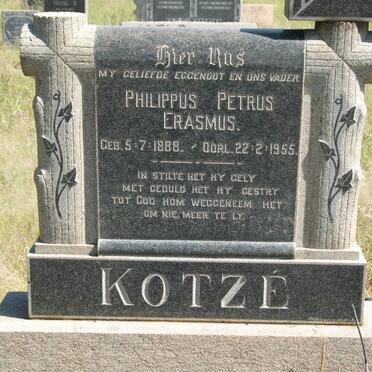 Hier Rus
MY GELIEFDE EGGENOOT EN ONS VADER
PHILIPPUS PETRUS
ERASMUS.
GEB. 5·7·1888. · OORL. 22·2·1955.
IN STILTE HET HY GELY
MET GEDULD HET HY GESTRY
TOT GOD HOM WEGGENEEM HET
OM NIE MEER TE LY.
KOTZÉ